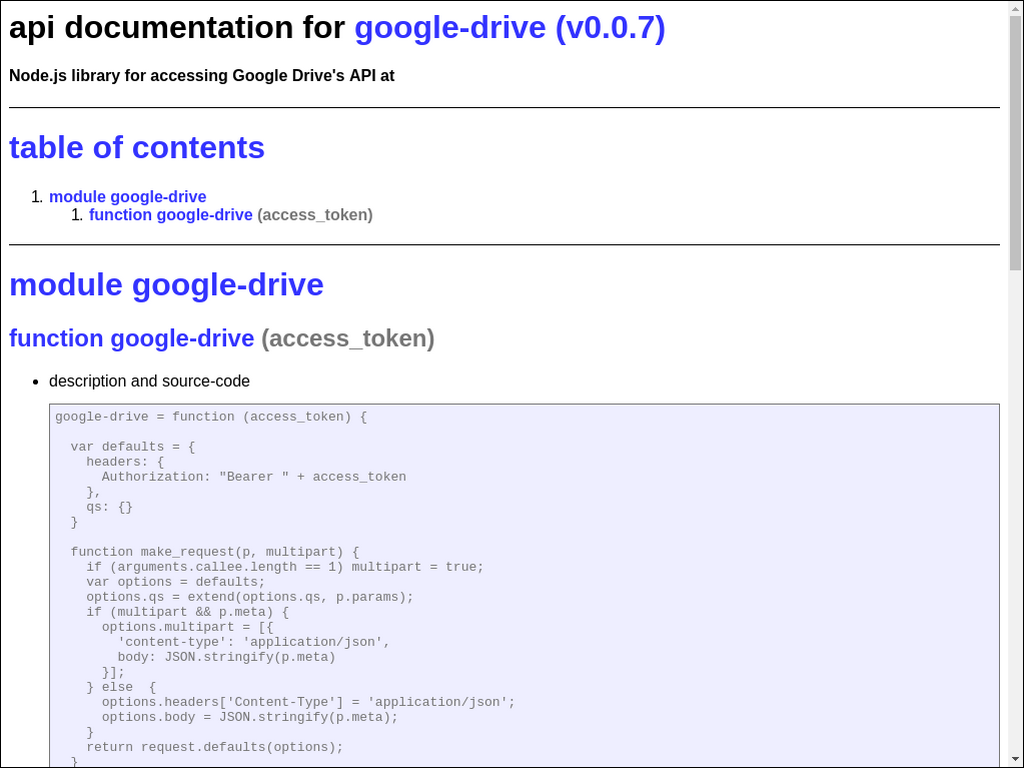 api documentation for google-drive (v0.0.7)
Node.js library for accessing Google Drive's API at
table of contents
1. module google-drive
1. function google-drive (access_token)
module google-drive
function google-drive (access_token)
• description and source-code
google-drive = function (access_token) {
  var defaults = {
    headers: {
      Authorization: "Bearer " + access_token
    },
    qs: {}
  }
  function make_request(p, multipart) {
    if (arguments.callee.length == 1) multipart = true;
    var options = defaults;
    options.qs = extend(options.qs, p.params);
    if (multipart && p.meta) {
      options.multipart = [{
        'content-type': 'application/json',
        body: JSON.stringify(p.meta)
      }];
    } else  {
      options.headers['Content-Type'] = 'application/json';
      options.body = JSON.stringify(p.meta);
    }
    return request.defaults(options);
  }